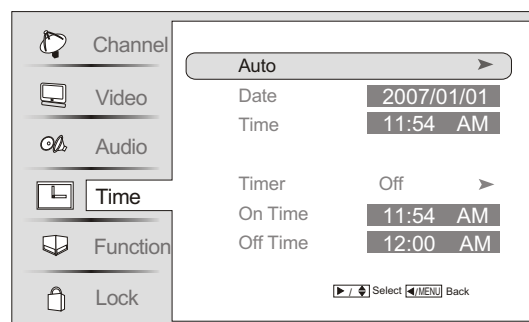 Channel
Video
Audio
Time
Function
Lock
Auto
Date 2007/01/01
Time 11:54 AM
Timer Off
On Time 11:54 AM
Off Time 12:00 AM
/ Select /MENU Back